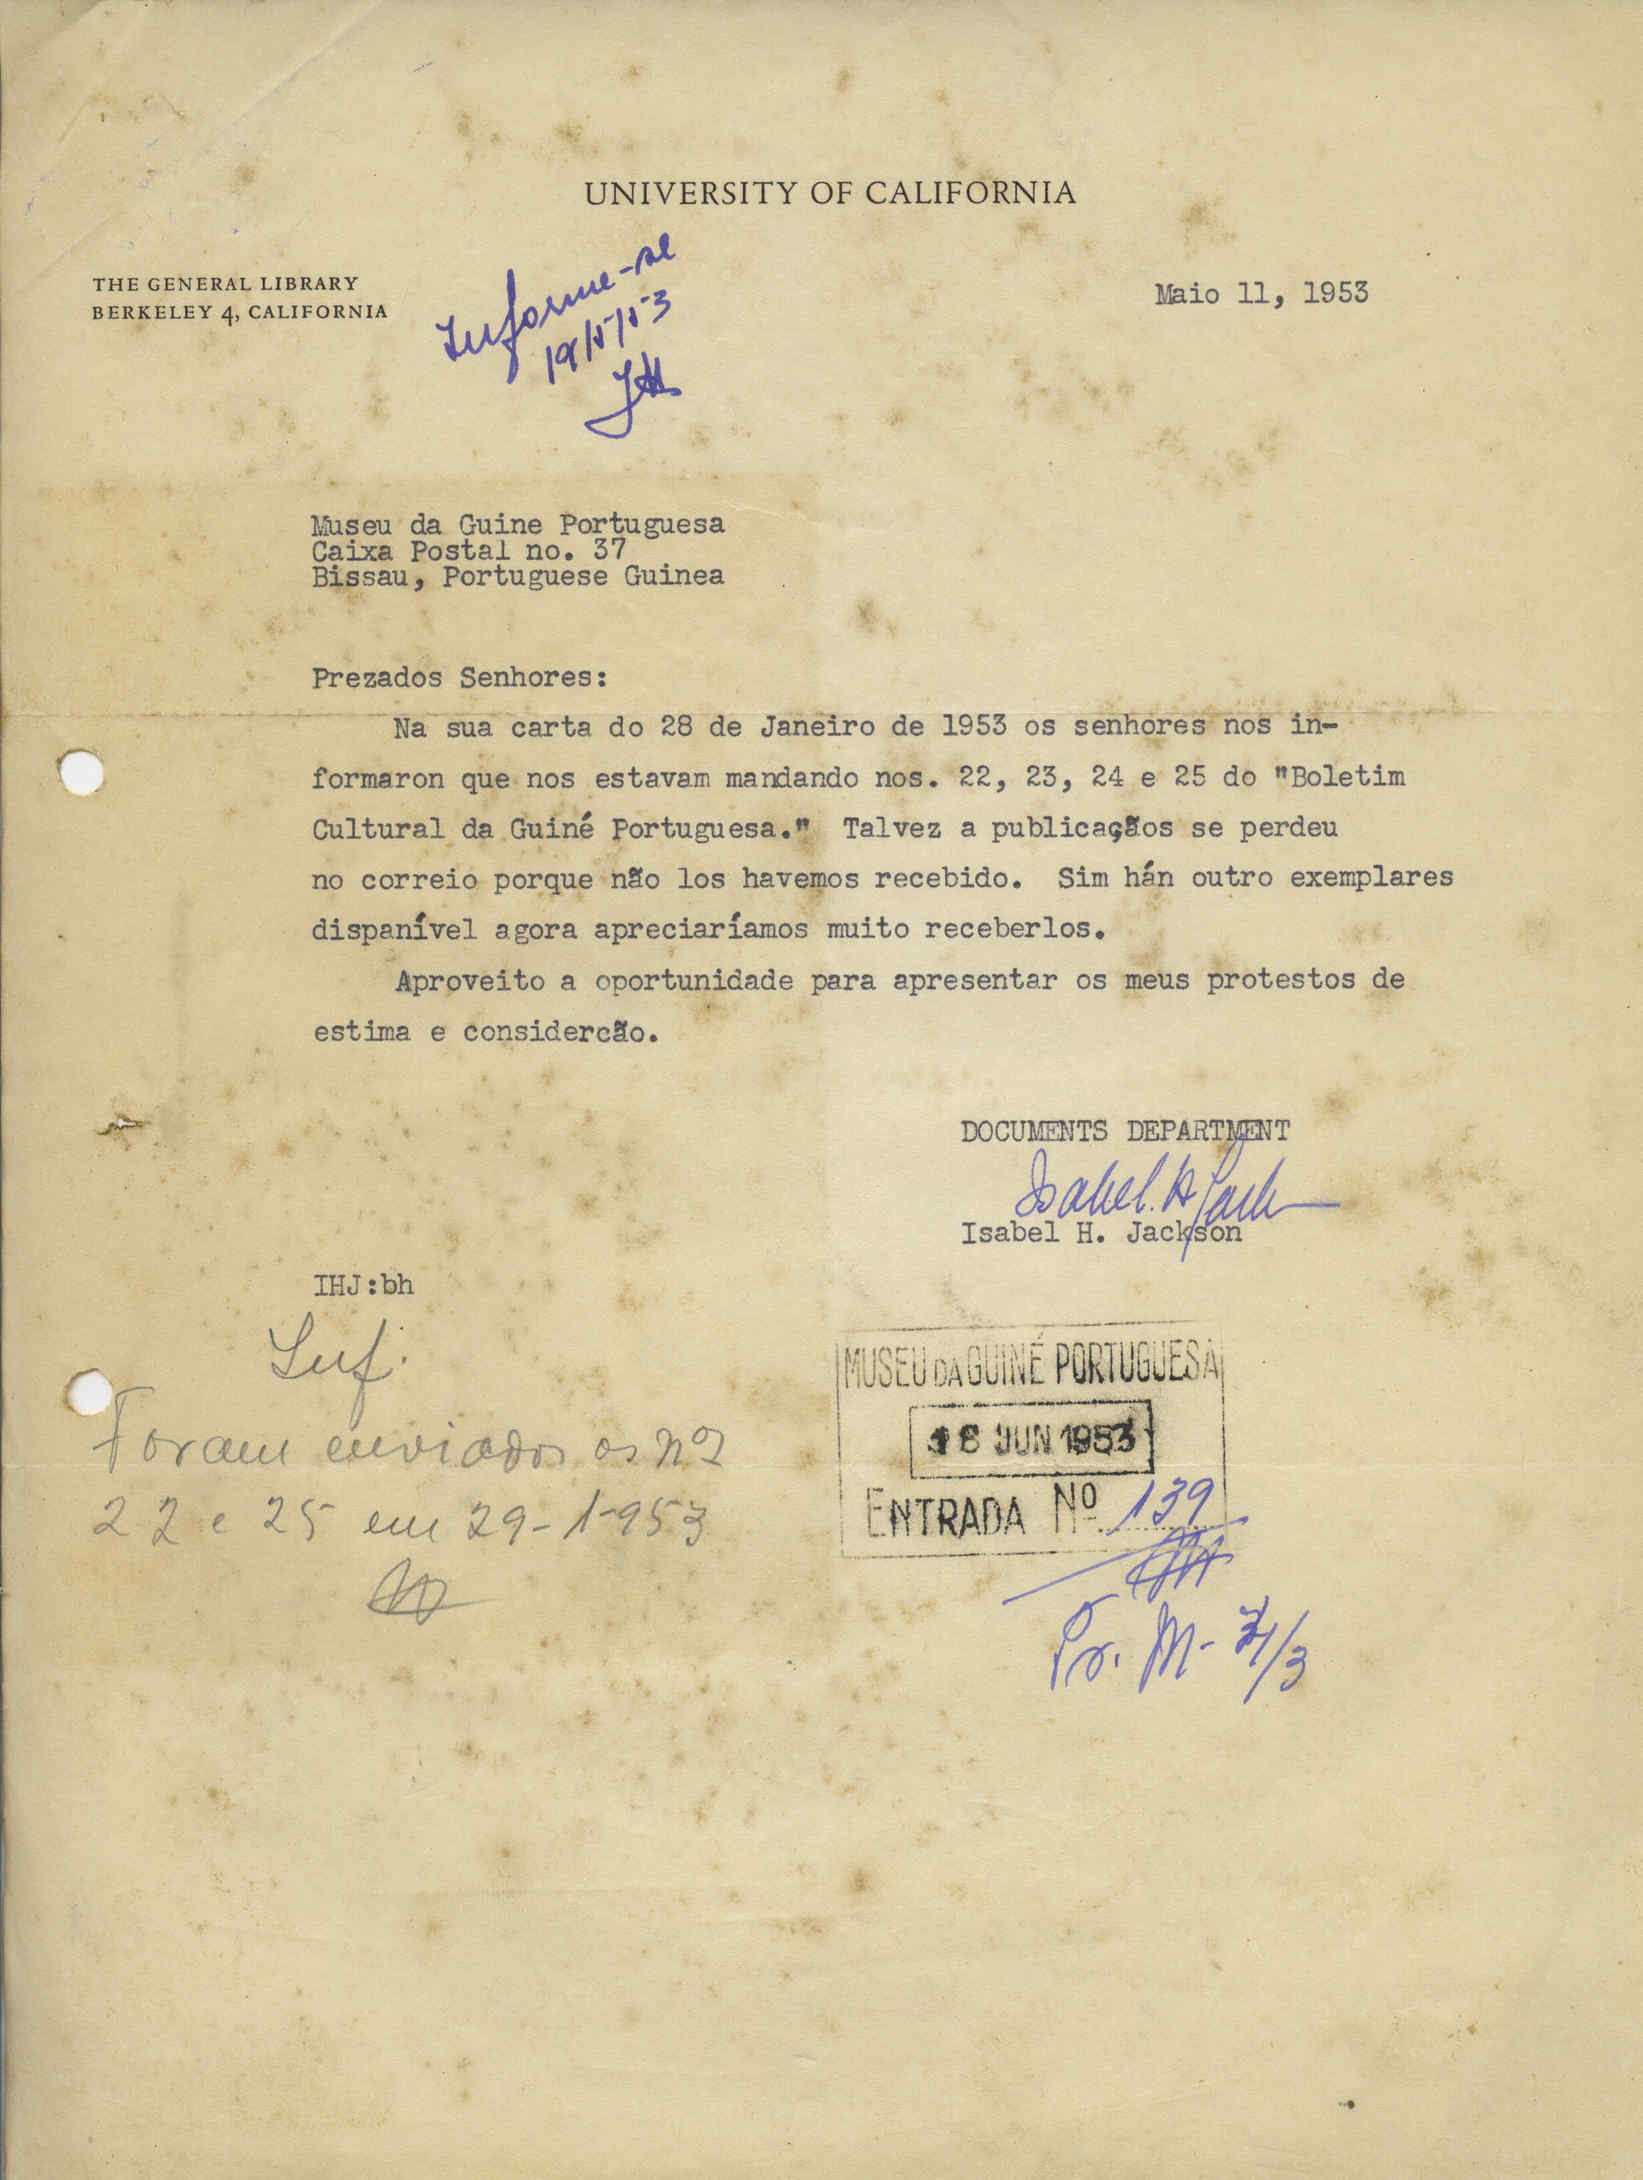 UNIVERSITY OF CALIFORNIA
THE GENERAL LIBRARY
BERKELEY 4, CALIFORNIA
Informe-se
Maio 11, 1953
Museu da Guine Portuguesa
Caixa Postal no. 37
Bissau, Portuguese Guinea
Prezados Senhores:
Na sua carta do 28 de Janeiro de 1953 os senhores nos in-
formaron que nos estavam mandando nos. 22, 23, 24 e 25 do "Boletim
Cultural da Guiné Portuguesa." Talvez a publicaçãos se perdeu
no correio porque não los havemos recebido. Sim hán outro exemplares
dispanível agora apreciaríamos muito receberlos.
Aproveito a oportunidade para apresentar os meus protestos de
estima e considercão.
DOCUMENTS DEPARTMENT
Isabel. H Jack
Isabel H. Jackson
IHJ:bh
Inf.
Foram enviados os nos
22 e 25 em 29-1-953
MUSEU DA GUINÉ PORTUGUESA
JUN 1953
ENTRADA Nº 139
Pr. M-